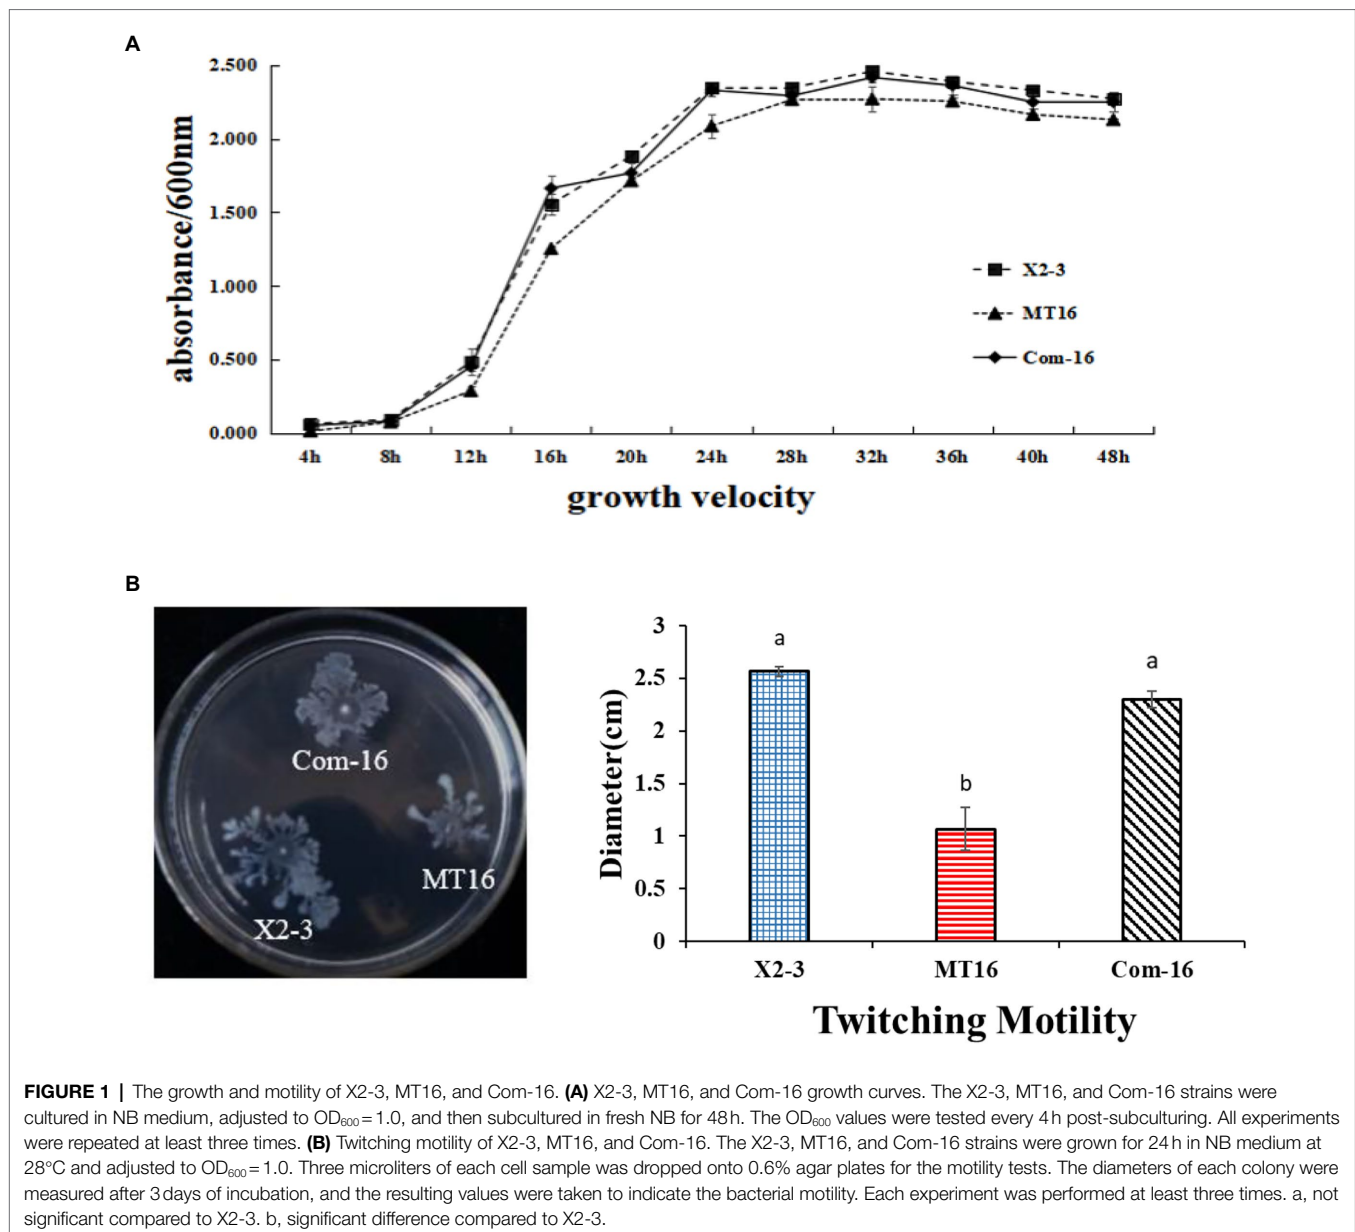 A
2.500
2.000
1.500
1.000
0.500
0.000
absorbance/600nm
4h 8h 12h 16h 20h 24h 28h 32h 36h 40h 48h
growth velocity
X2-3
MT16
Com-16
B
Com-16
MT16
X2-3
3
2.5
2
1.5
1
0.5
0
Diameter(cm)
a
b
a
X2-3 MT16 Com-16
Twitching Motility
FIGURE 1 | The growth and motility of X2-3, MT16, and Com-16. (A) X2-3, MT16, and Com-16 growth curves. The X2-3, MT16, and Com-16 strains were
cultured in NB medium, adjusted to OD600 = 1.0, and then subcultured in fresh NB for 48 h. The OD600 values were tested every 4 h post-subculturing. All experiments
were repeated at least three times. (B) Twitching motility of X2-3, MT16, and Com-16. The X2-3, MT16, and Com-16 strains were grown for 24 h in NB medium at
28°C and adjusted to OD600 = 1.0. Three microliters of each cell sample was dropped onto 0.6% agar plates for the motility tests. The diameters of each colony were
measured after 3 days of incubation, and the resulting values were taken to indicate the bacterial motility. Each experiment was performed at least three times. a, not
significant compared to X2-3. b, significant difference compared to X2-3.